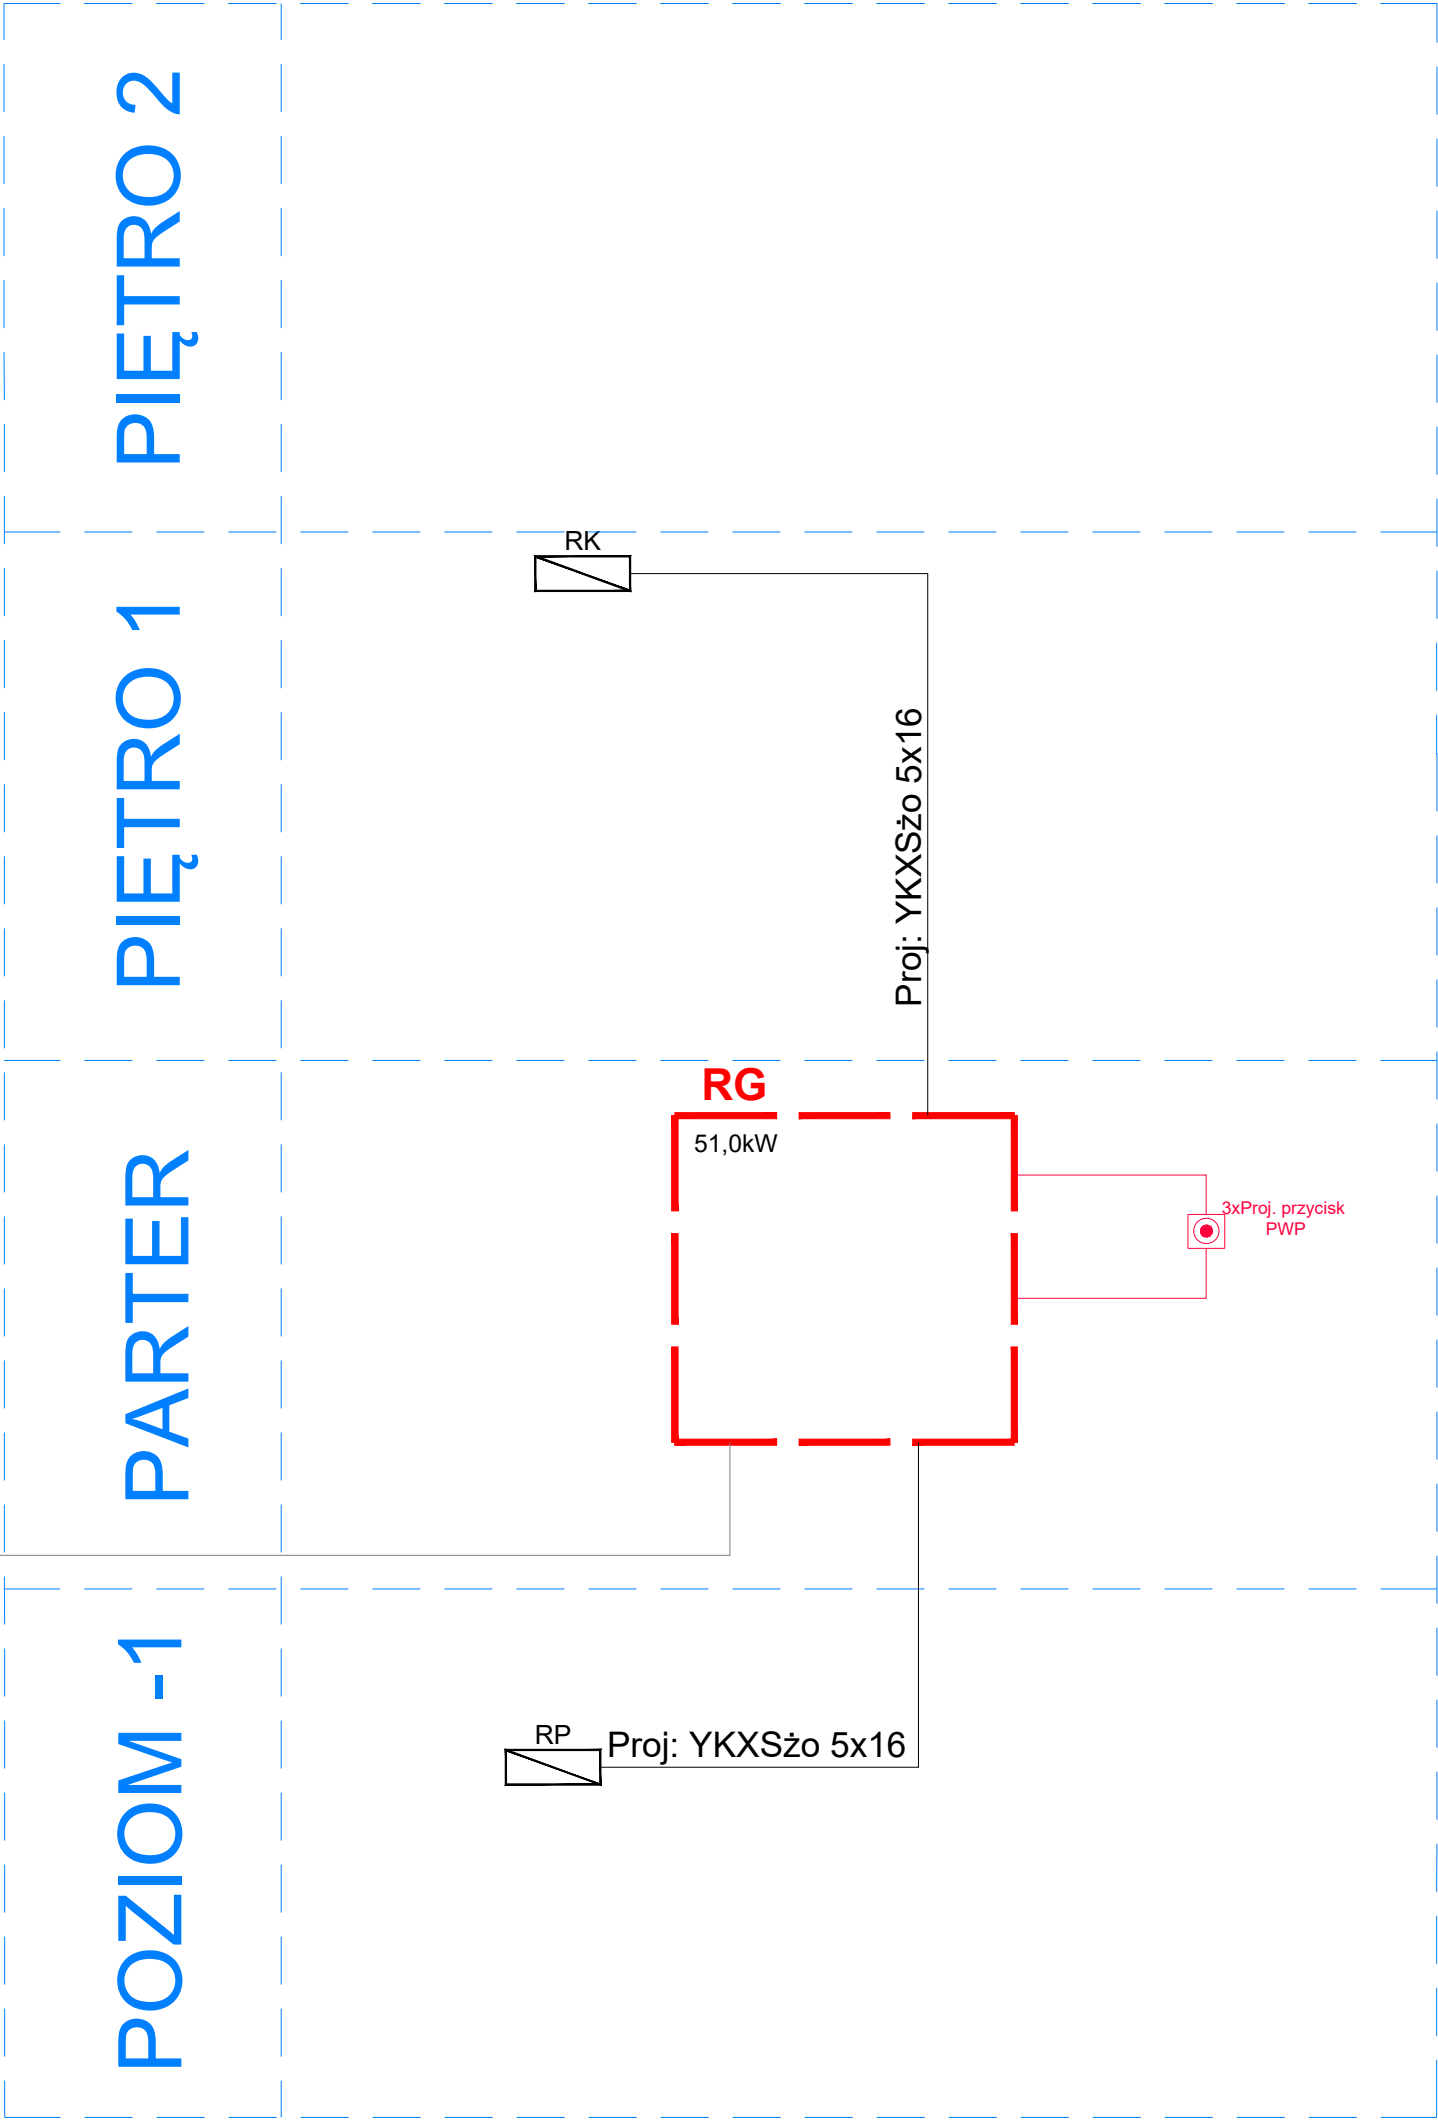 PIĘTRO 2
RK
PIĘTRO 1
Proj: YKXSżo 5x16
RG
51,0kW
3xProj. przycisk
PWP
PARTER
RP
Proj: YKXSżo 5x16
POZIOM -1